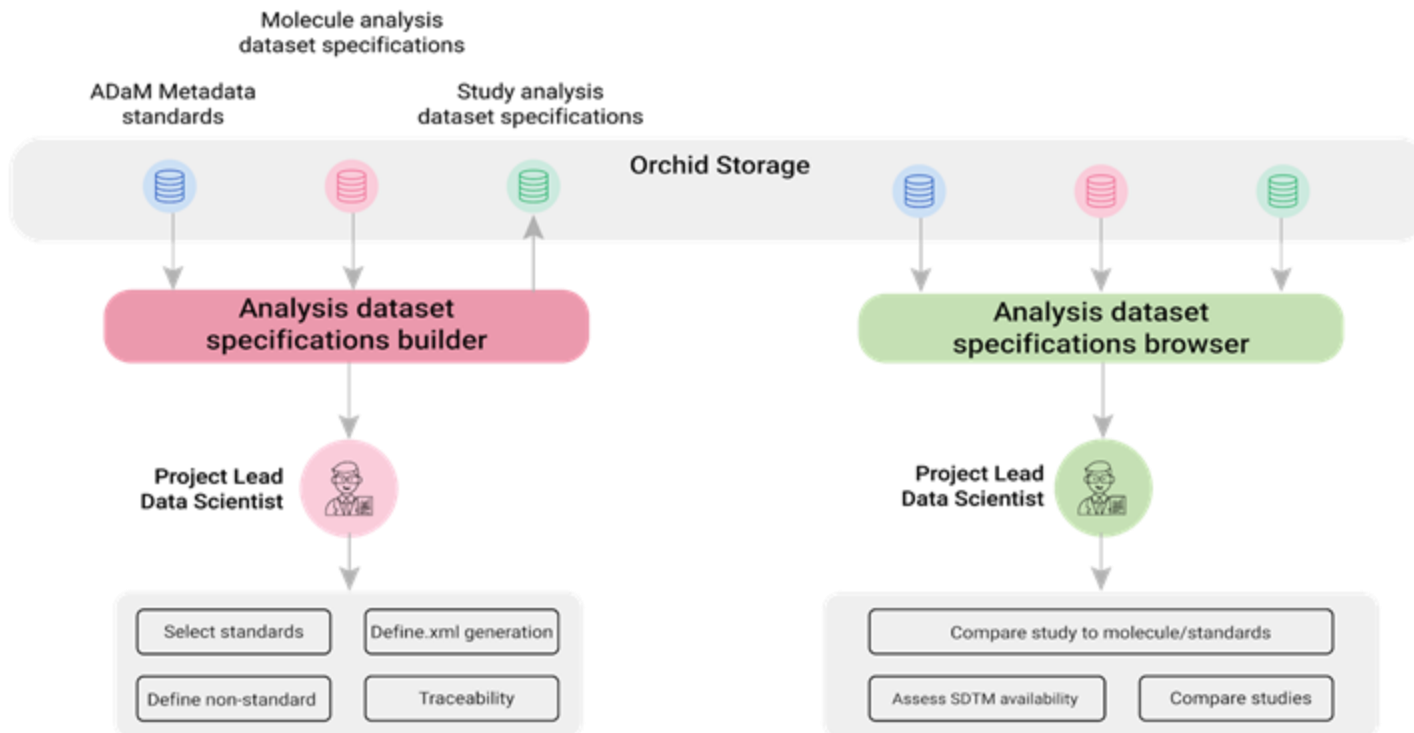 Molecule analysis
dataset specifications
ADaM Metadata
standards
Study analysis
dataset specifications
Orchid Storage
Analysis dataset
specifications builder
Analysis dataset
specifications browser
Project Lead
Data Scientist
Project Lead
Data Scientist
Select standards
Define.xml generation
Define non-standard
Traceability
Compare study to molecule/standards
Assess SDTM availability
Compare studies